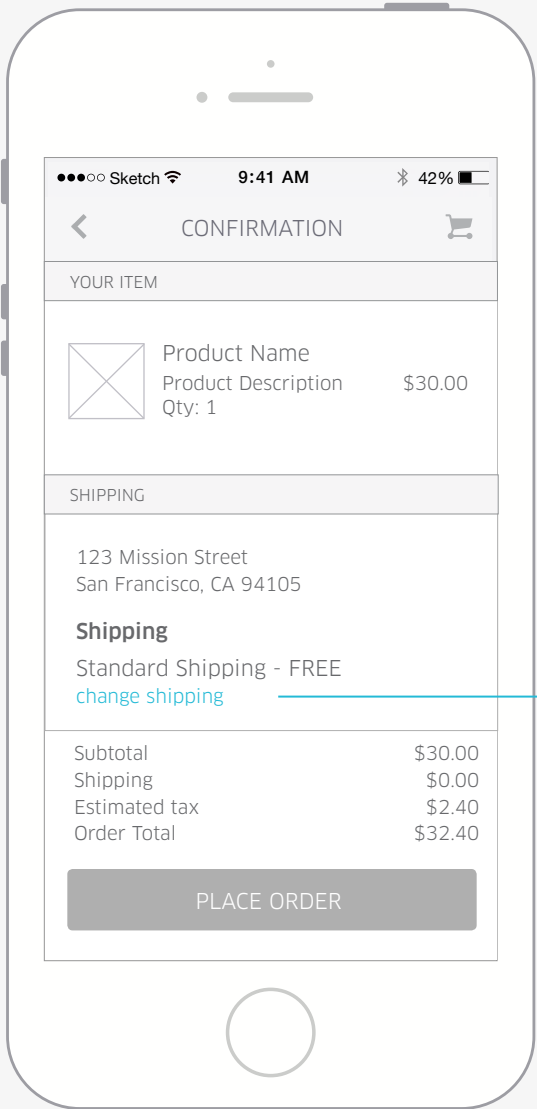 ●●●○○ Sketch 9:41 AM 42%
CONFIRMATION
YOUR ITEM
Product Name
Product Description $30.00
Qty: 1
SHIPPING
123 Mission Street
San Francisco, CA 94105
Shipping
Standard Shipping - FREE
change shipping
Subtotal $30.00
Shipping $0.00
Estimated tax $2.40
Order Total $32.40
PLACE ORDER